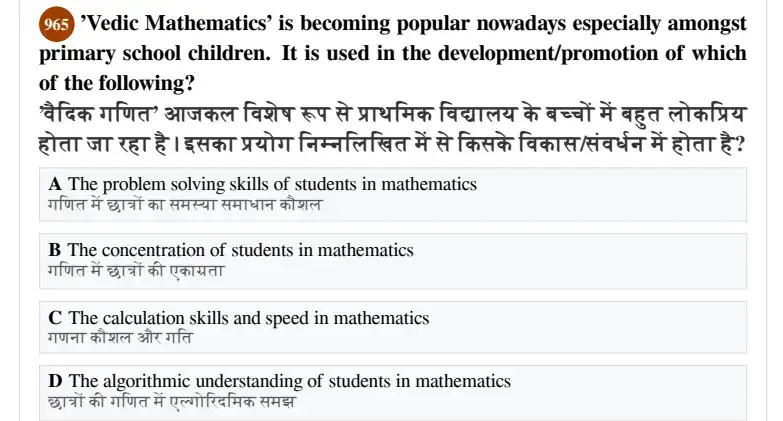 965 ’Vedic Mathematics’ is becoming popular nowadays especially amongst
primary school children. It is used in the development/promotion of which
of the following?
’वैदिक गणित’ आजकल विशेष रूप से प्राथमिक विद्यालय के बच्चों में बहुत लोकप्रिय
होता जा रहा है। इसका प्रयोग निम्नलिखित में से किसके विकास/संवर्धन में होता है?
A The problem solving skills of students in mathematics
गणित में छात्रों का समस्या समाधान कौशल
B The concentration of students in mathematics
गणित में छात्रों की एकाग्रता
C The calculation skills and speed in mathematics
गणना कौशल और गति
D The algorithmic understanding of students in mathematics
छात्रों की गणित में एल्गोरिदमिक समझ